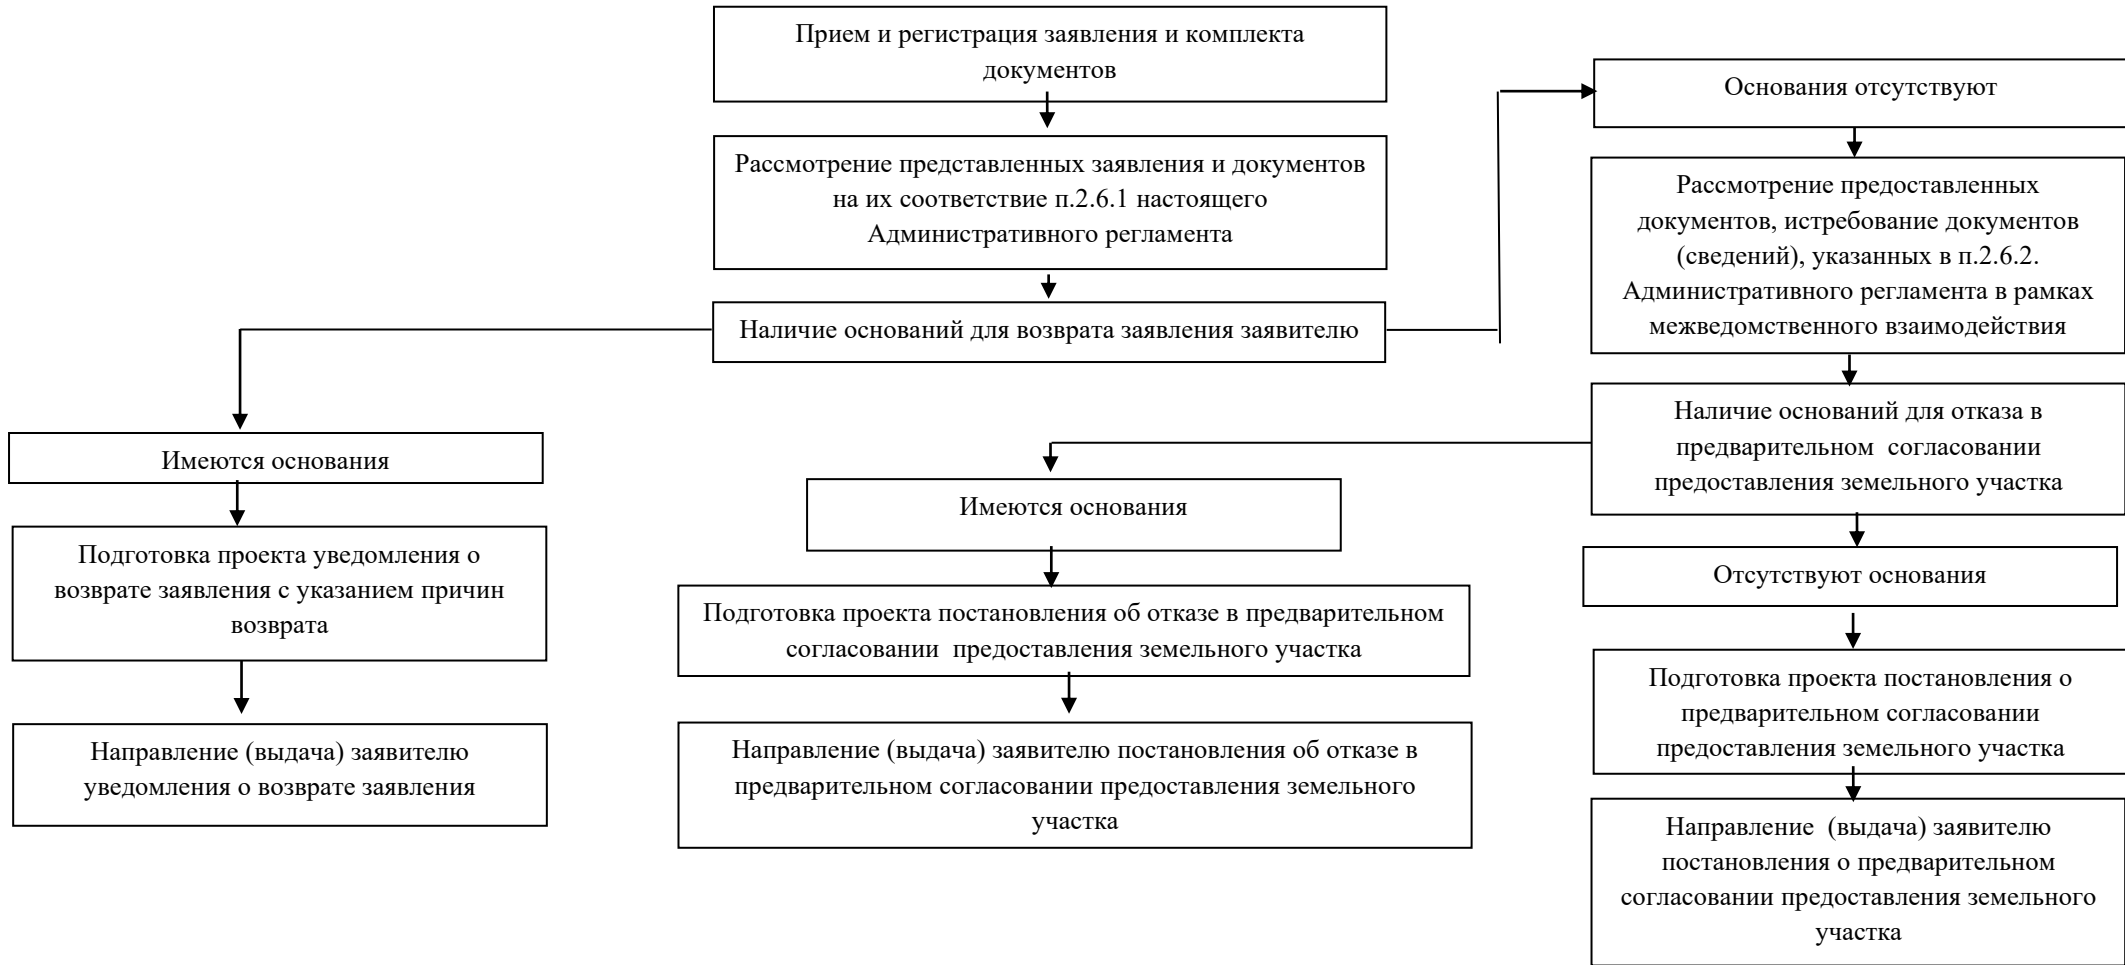 Прием и регистрация заявления и комплекта
документов
Рассмотрение представленных заявления и документов
на их соответствие п.2.6.1 настоящего
Административного регламента
Наличие оснований для возврата заявления заявителю
Основания отсутствуют
Рассмотрение предоставленных
документов, истребование документов
(сведений), указанных в п.2.6.2.
Административного регламента в рамках
межведомственного взаимодействия
Наличие оснований для отказа в
предварительном согласовании
предоставления земельного участка
Имеются основания
Подготовка проекта уведомления о
возврате заявления с указанием причин
возврата
Направление (выдача) заявителю
уведомления о возврате заявления
Имеются основания
Подготовка проекта постановления об отказе в предварительном
согласовании предоставления земельного участка
Направление (выдача) заявителю постановления об отказе в
предварительном согласовании предоставления земельного
участка
Отсутствуют основания
Подготовка проекта постановления о
предварительном согласовании
предоставления земельного участка
Направление (выдача) заявителю
постановления о предварительном
согласовании предоставления земельного
участка